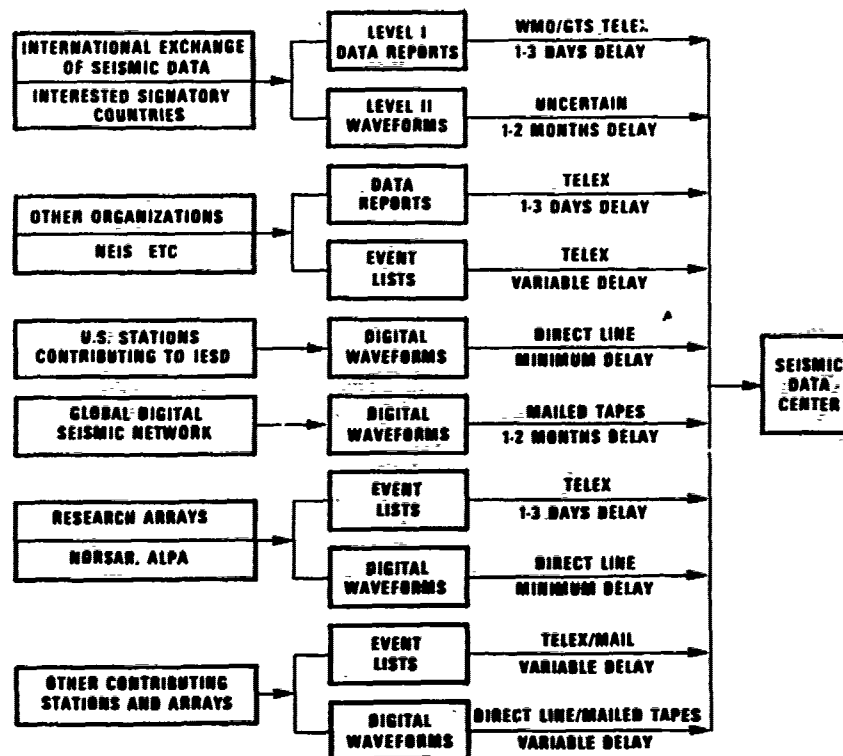 INTERNATIONAL EXCHANGE
OF SEISMIC DATA
INTERESTED SIGNATORY
COUNTRIES
LEVEL I
DATA REPORTS
WMO/GTS TELEX
1-3 DAYS DELAY
LEVEL II
WAVEFORMS
UNCERTAIN
1-2 MONTHS DELAY
OTHER ORGANIZATIONS
NEIS ETC
DATA
REPORTS
TELEX
1-3 DAYS DELAY
EVENT
LISTS
TELEX
VARIABLE DELAY
U.S. STATIONS
CONTRIBUTING TO IESD
DIGITAL
WAVEFORMS
DIRECT LINE
MINIMUM DELAY
GLOBAL DIGITAL
SEISMIC NETWORK
DIGITAL
WAVEFORMS
MAILED TAPES
1-2 MONTHS DELAY
RESEARCH ARRAYS
NORSAR, ALPA
EVENT
LISTS
TELEX
1-3 DAYS DELAY
DIGITAL
WAVEFORMS
DIRECT LINE
MINIMUM DELAY
OTHER CONTRIBUTING
STATIONS AND ARRAYS
EVENT
LISTS
TELEX/MAIL
VARIABLE DELAY
DIGITAL
WAVEFORMS
DIRECT LINE/MAILED TAPES
VARIABLE DELAY
SEISMIC
DATA
CENTER